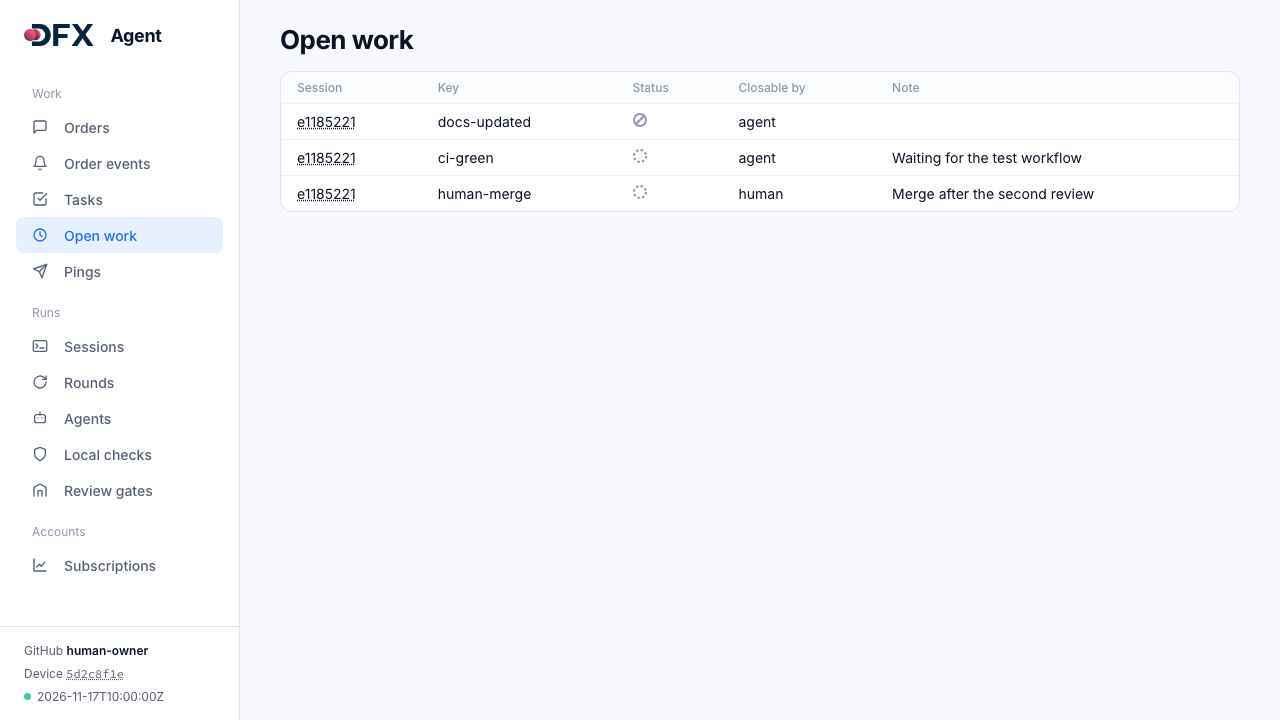 DFX Agent
Work
Orders
Order events
Tasks
Open work
Pings
Runs
Sessions
Rounds
Agents
Local checks
Review gates
Accounts
Subscriptions
GitHub human-owner
Device 5d2c8f1e
2026-11-17T10:00:00Z
Open work
Session Key Status Closable by Note
e1185221 docs-updated agent
e1185221 ci-green agent Waiting for the test workflow
e1185221 human-merge human Merge after the second review